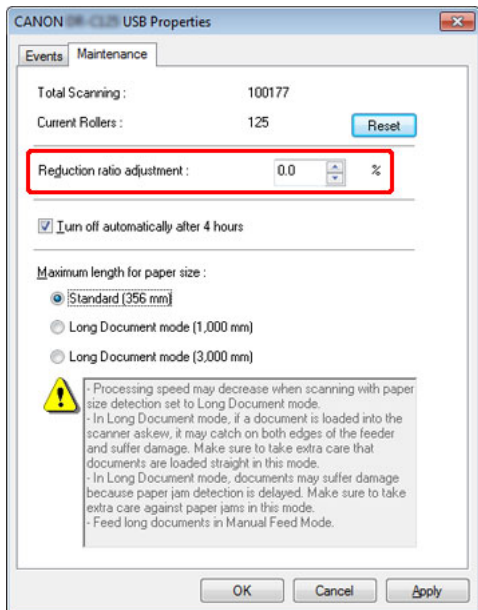 CANON USB Properties
Events Maintenance
Total Scanning : 100177
Current Rollers : 125 Reset
Reduction ratio adjustment : 0.0 %
Turn off automatically after 4 hours
Maximum length for paper size :
Standard (356 mm)
Long Document mode (1,000 mm)
Long Document mode (3,000 mm)
- Processing speed may decrease when scanning with paper
size detection set to Long Document mode.
- In Long Document mode, if a document is loaded into the
scanner askew, it may catch on both edges of the feeder
and suffer damage. Make sure to take extra care that
documents are loaded straight in this mode.
- In Long Document mode, documents may suffer damage
because paper jam detection is delayed. Make sure to take
extra care against paper jams in this mode.
- Feed long documents in Manual Feed Mode.
OK Cancel Apply